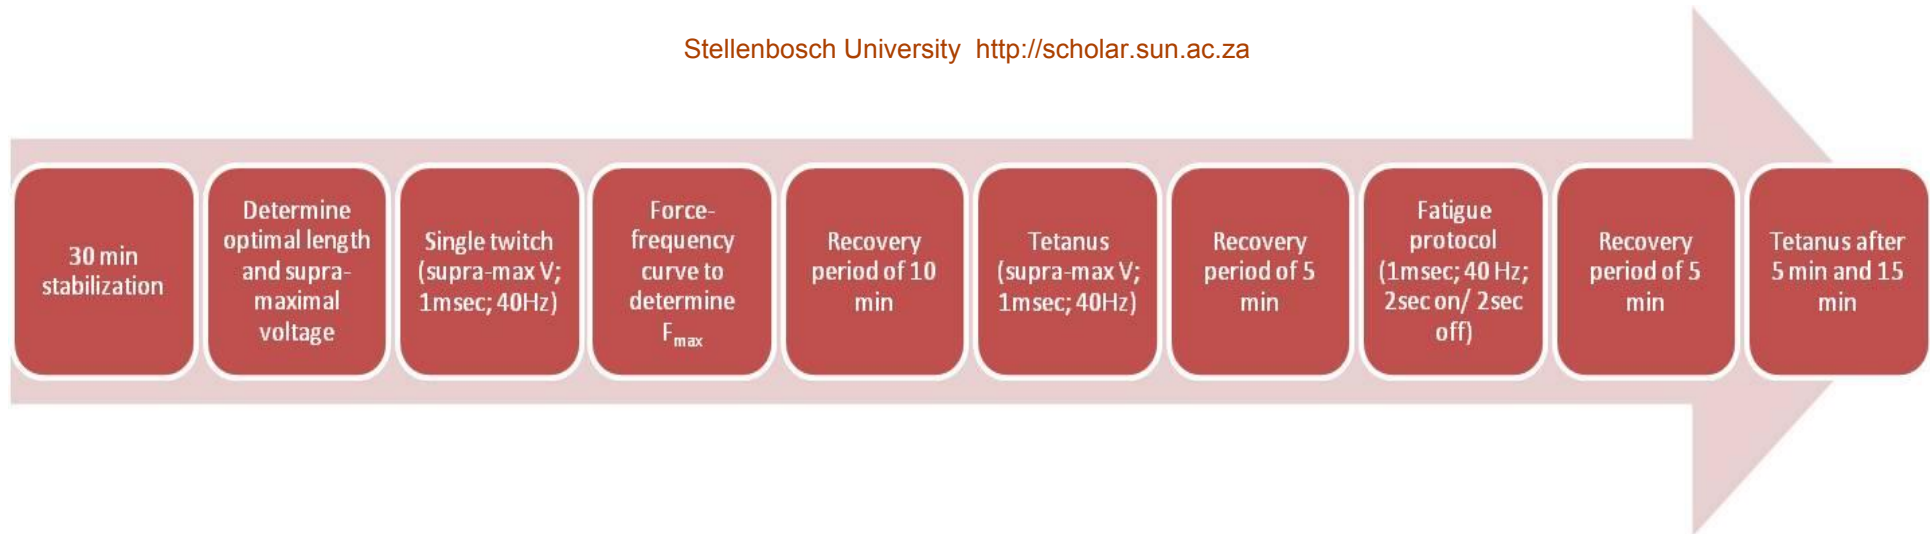 Stellenbosch University http://scholar.sun.ac.za
30 min
stabilization
Determine
optimal length
and supra-
maximal
voltage
Single twitch
(supra-max V;
1msec; 40Hz)
Force-
frequency
curve to
determine
Fmax
Recovery
period of 10
min
Tetanus
(supra-max V;
1msec; 40Hz)
Recovery
period of 5
min
Fatigue
protocol
(1msec; 40 Hz;
2sec on/ 2sec
off)
Recovery
period of 5
min
Tetanus after
5 min and 15
min